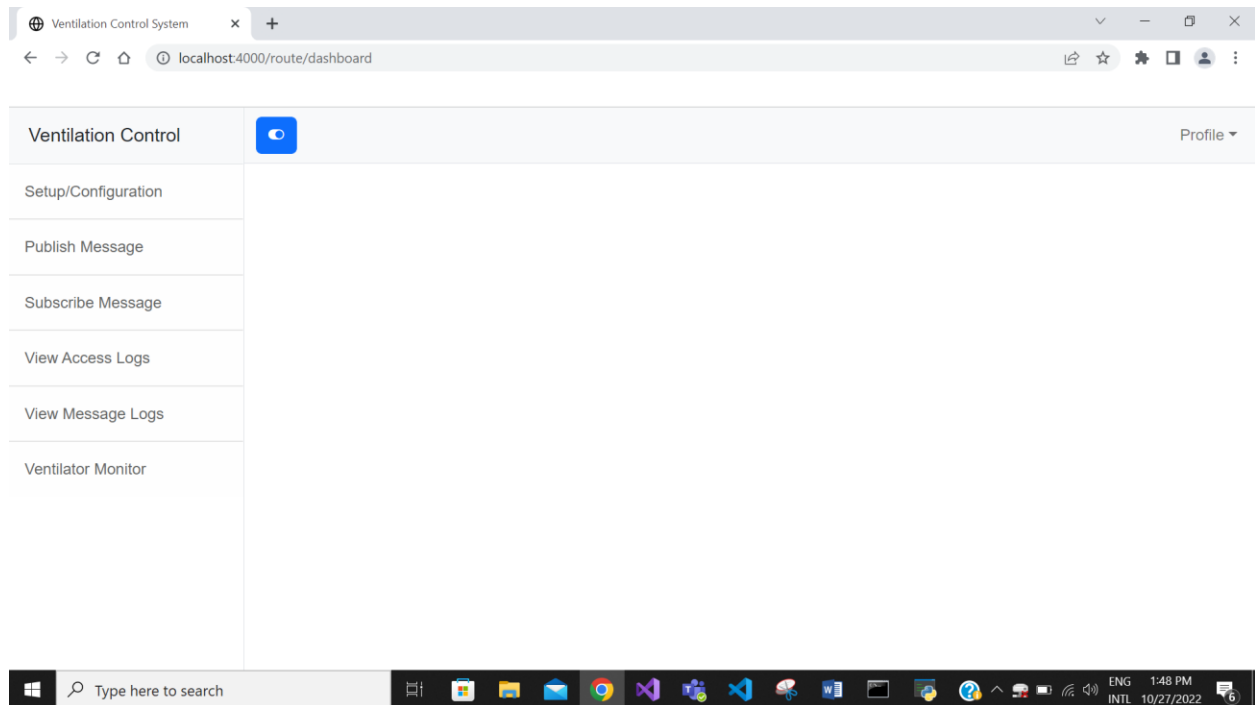 Ventilation Control System
localhost:4000/route/dashboard
Ventilation Control
Profile
Setup/Configuration
Publish Message
Subscribe Message
View Access Logs
View Message Logs
Ventilator Monitor
Type here to search
ENG
INTL
1:48 PM
10/27/2022
6